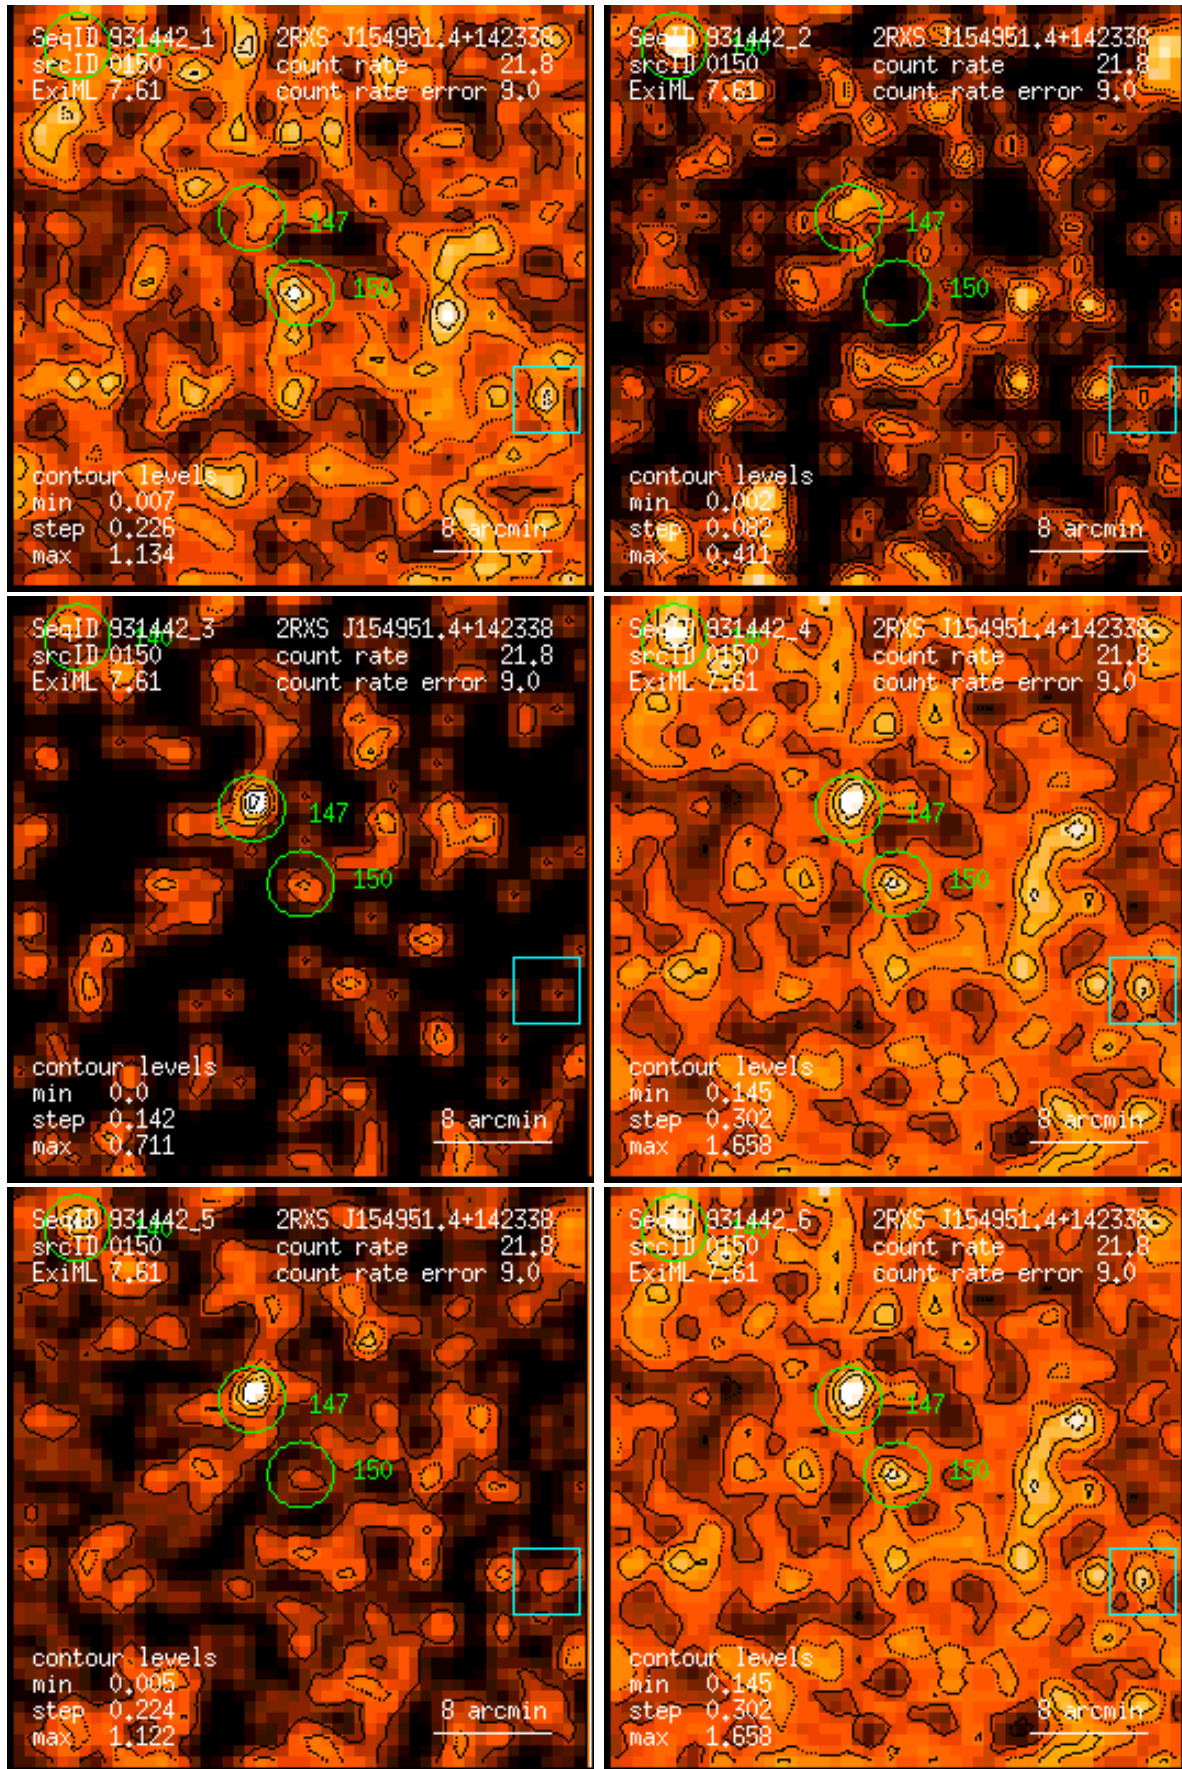 SeqID 931442_1 2RXS J154951.4+142338
srcID 0150 count rate 21.8
ExiML 7.61 count rate error 9.0
147
150
contour levels
min 0.007
step 0.226 8 arcmin
max 1.134
SeqID 931442_2 2RXS J154951.4+142338
srcID 0150 count rate 21.8
ExiML 7.61 count rate error 9.0
147
150
contour levels
min 0.002
step 0.082 8 arcmin
max 0.411
SeqID 931442_3 2RXS J154951.4+142338
srcID 0150 count rate 21.8
ExiML 7.61 count rate error 9.0
147
150
contour levels
min 0.0
step 0.142 8 arcmin
max 0.711
SeqID 931442_4 2RXS J154951.4+142338
srcID 0150 count rate 21.8
ExiML 7.61 count rate error 9.0
147
150
contour levels
min 0.145
step 0.302 8 arcmin
max 1.658
SeqID 931442_5 2RXS J154951.4+142338
srcID 0150 count rate 21.8
ExiML 7.61 count rate error 9.0
147
150
contour levels
min 0.005
step 0.224 8 arcmin
max 1.122
SeqID 931442_6 2RXS J154951.4+142338
srcID 0150 count rate 21.8
ExiML 7.61 count rate error 9.0
147
150
contour levels
min 0.145
step 0.302 8 arcmin
max 1.658